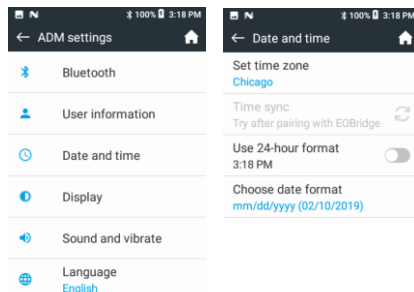 100% 3:18 PM
ADM settings
Bluetooth
User information
Date and time
Display
Sound and vibrate
Language
English
100% 3:18 PM
Date and time
Set time zone
Chicago
Time sync
Try after pairing with EOBridge
Use 24-hour format
3:18 PM
Choose date format
mm/dd/yyyy (02/10/2019)